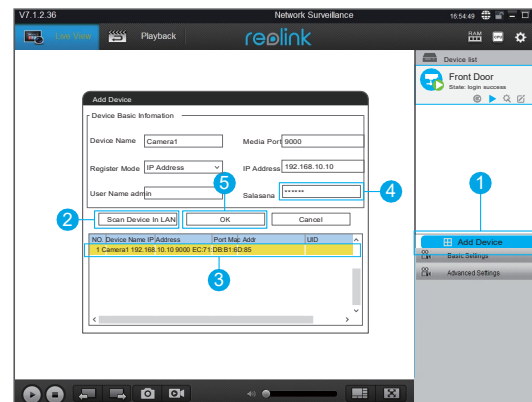 V7.1.2.36 Network Surveillance 16:54:49
Live View Playback reolink RAM CPU
Device list
Front Door
State: login success
Add Device
Device Basic Infomation
Device Name Camera1 Media Port 9000
Register Mode IP Address IP Address 192.168.10.10
User Name admin Salasana ******
5
4
1
2
Scan Device In LAN OK Cancel
NO. Device Name IP Address Port Mac Addr UID
1 Camera1 192.168.10.10 9000 EC:71:DB:B1:6D:85
3
Add Device
Basic Settings
Advanced Settings